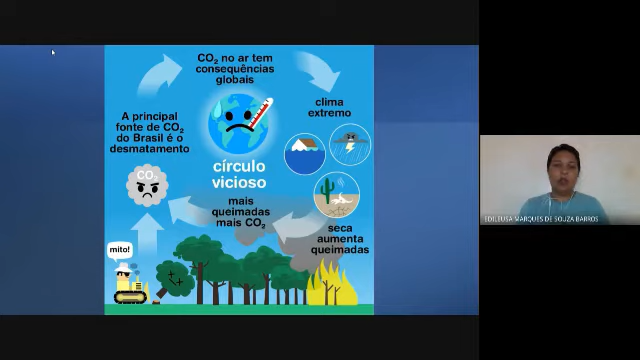 CO₂ no ar tem
consequências
globais
clima
extremo
A principal
fonte de CO₂
do Brasil é o
desmatamento
CO₂
círculo
vicioso
mais
queimadas
mais CO₂
seca
aumenta
queimadas
mito!
EDILEUSA MARQUES DE SOUZA BARROS